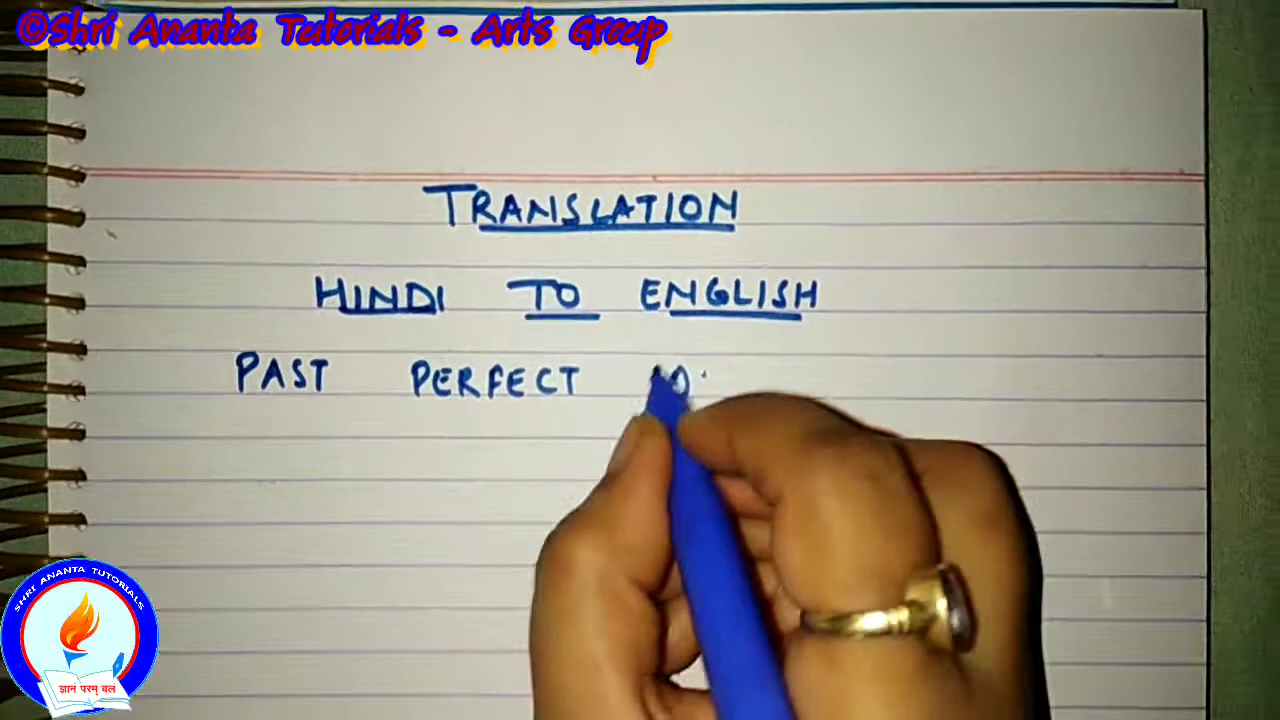 ©Shri Ananta Tutorials - Arts Group
TRANSLATION
HINDI TO ENGLISH
PAST PERFECT
SHRI ANANTA TUTORIALS
ज्ञान परम् बल